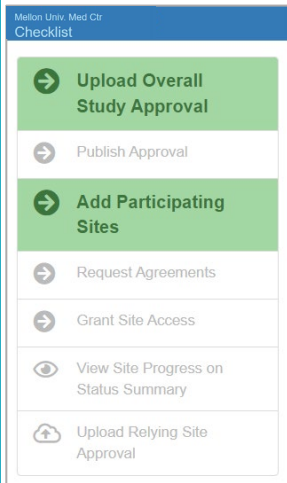 Mellon Univ. Med Ctr
Checklist
Upload Overall
Study Approval
Publish Approval
Add Participating
Sites
Request Agreements
Grant Site Access
View Site Progress on
Status Summary
Upload Relying Site
Approval